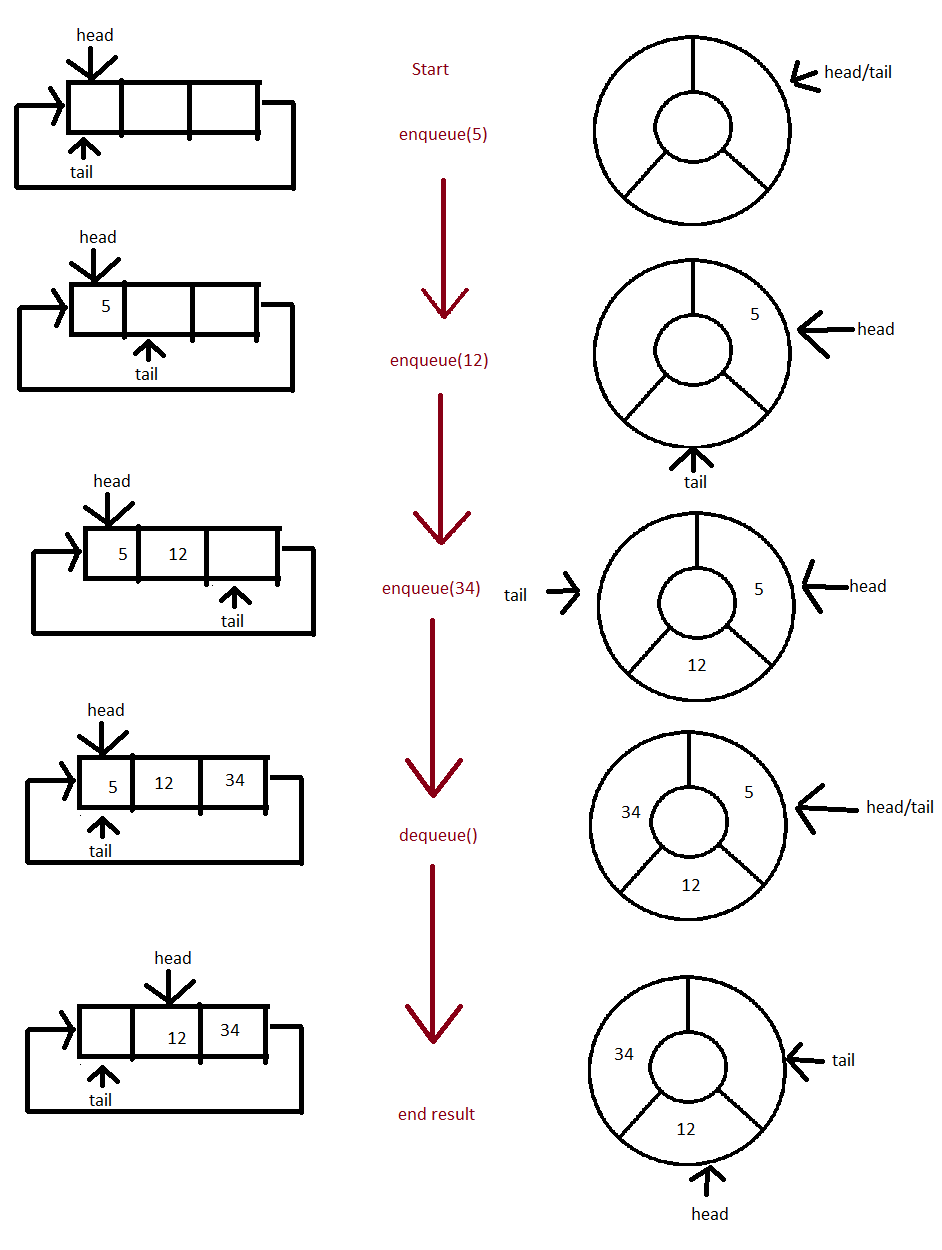 head
Start
head/tail
enqueue(5)
tail
head
5
5
head
enqueue(12)
tail
tail
head
5
12
enqueue(34)
tail
5
head
tail
12
head
5
12
34
34
5
head/tail
dequeue()
tail
12
head
12
34
34
tail
tail
end result
12
head